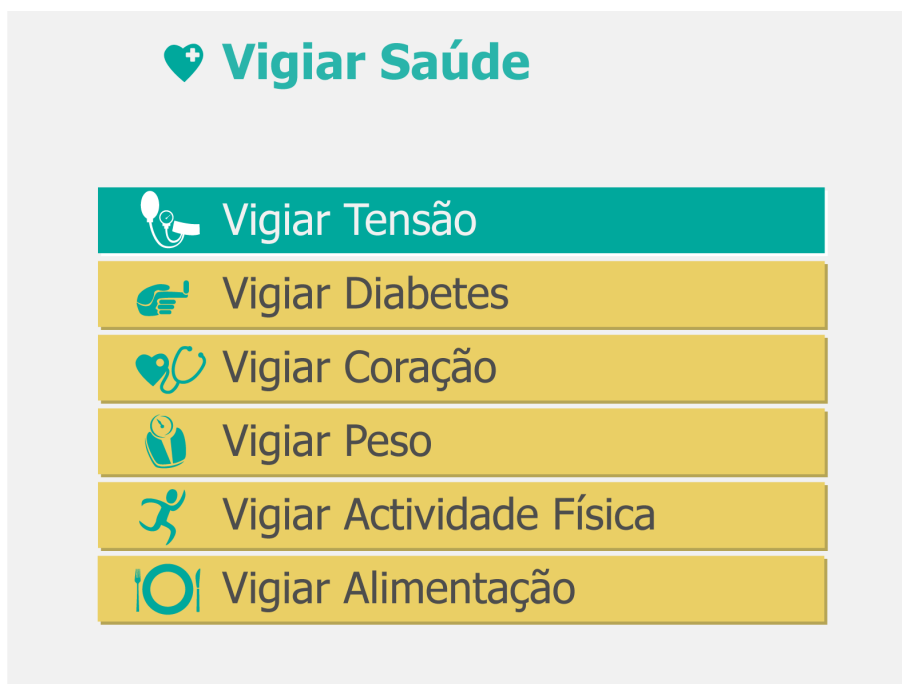 Vigiar Saúde
Vigiar Tensão
Vigiar Diabetes
Vigiar Coração
Vigiar Peso
Vigiar Actividade Física
Vigiar Alimentação